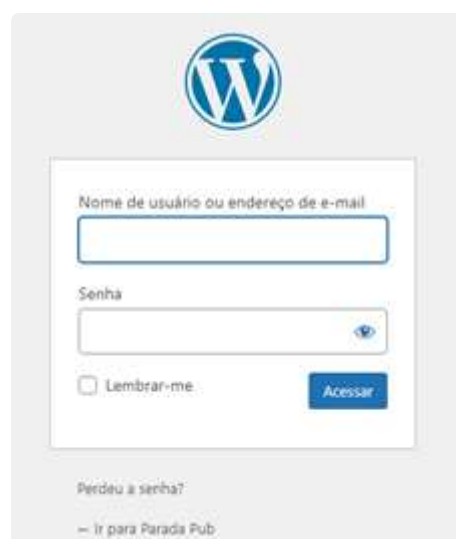 Nome de usuário ou endereço de e-mail
Senha
Lembrar-me
Acessar
Perdeu a senha?
← Ir para Parada Pub